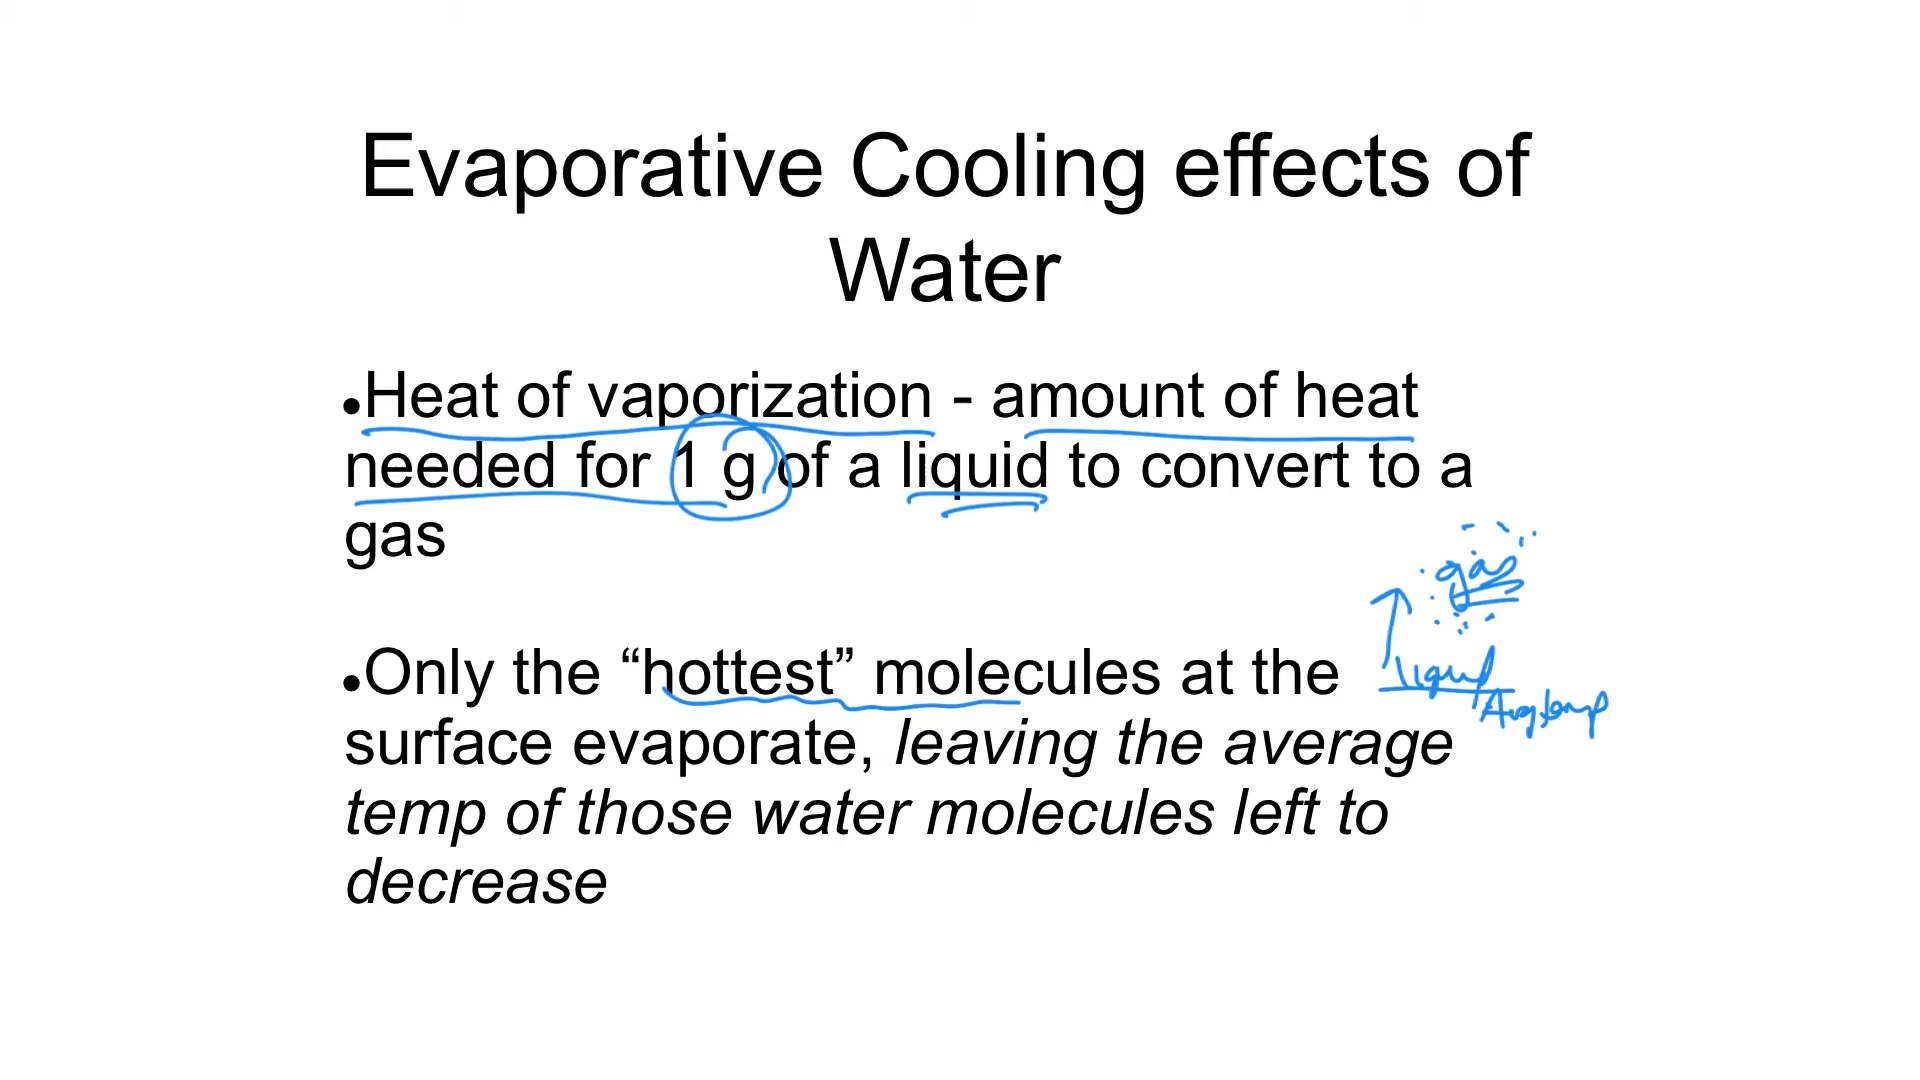 Evaporative Cooling effects of
Water
•Heat of vaporization - amount of heat
needed for 1 g of a liquid to convert to a
gas
gas
•Only the “hottest” molecules at the
liquid
Avg temp
surface evaporate, leaving the average
temp of those water molecules left to
decrease